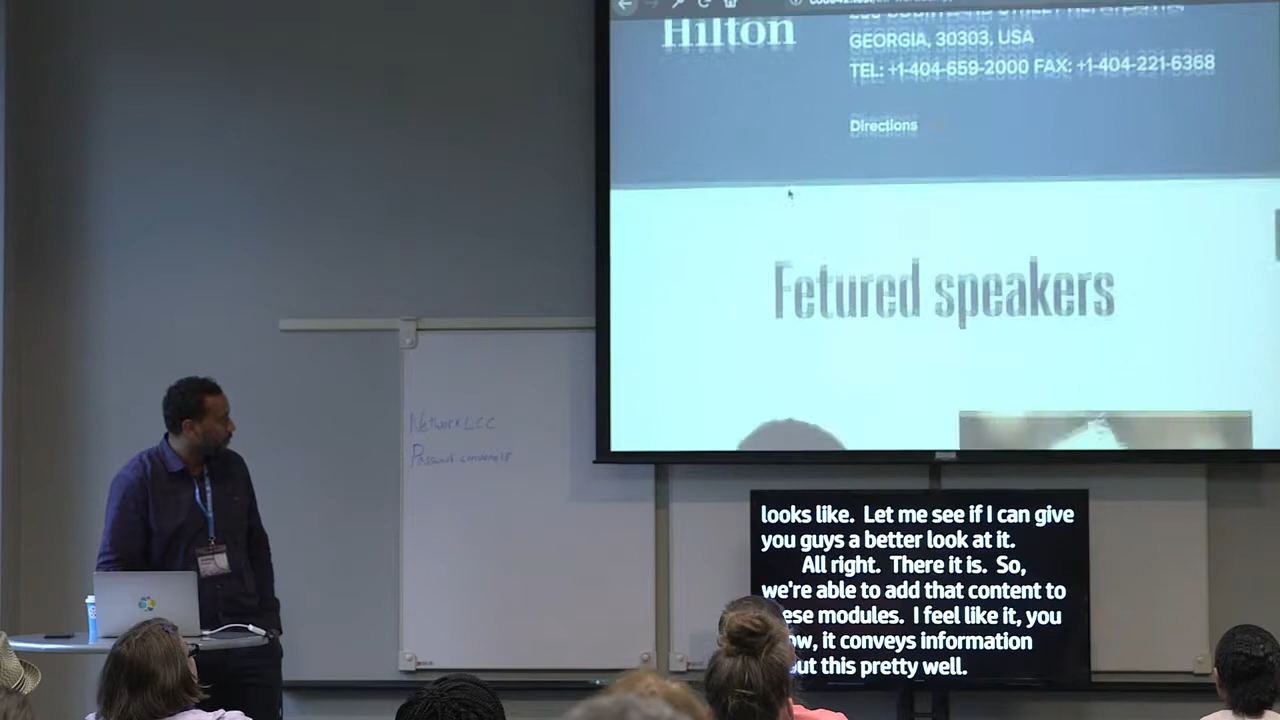 Hilton
GEORGIA, 30303, USA
TEL: +1-404-659-2000 FAX: +1-404-221-6368
Directions
Fetured speakers
Network LCC
looks like. Let me see if I can give
you guys a better look at it.
All right. There it is. So,
we're able to add that content to
ese modules. I feel like it, you
ow, it conveys information
ut this pretty well.